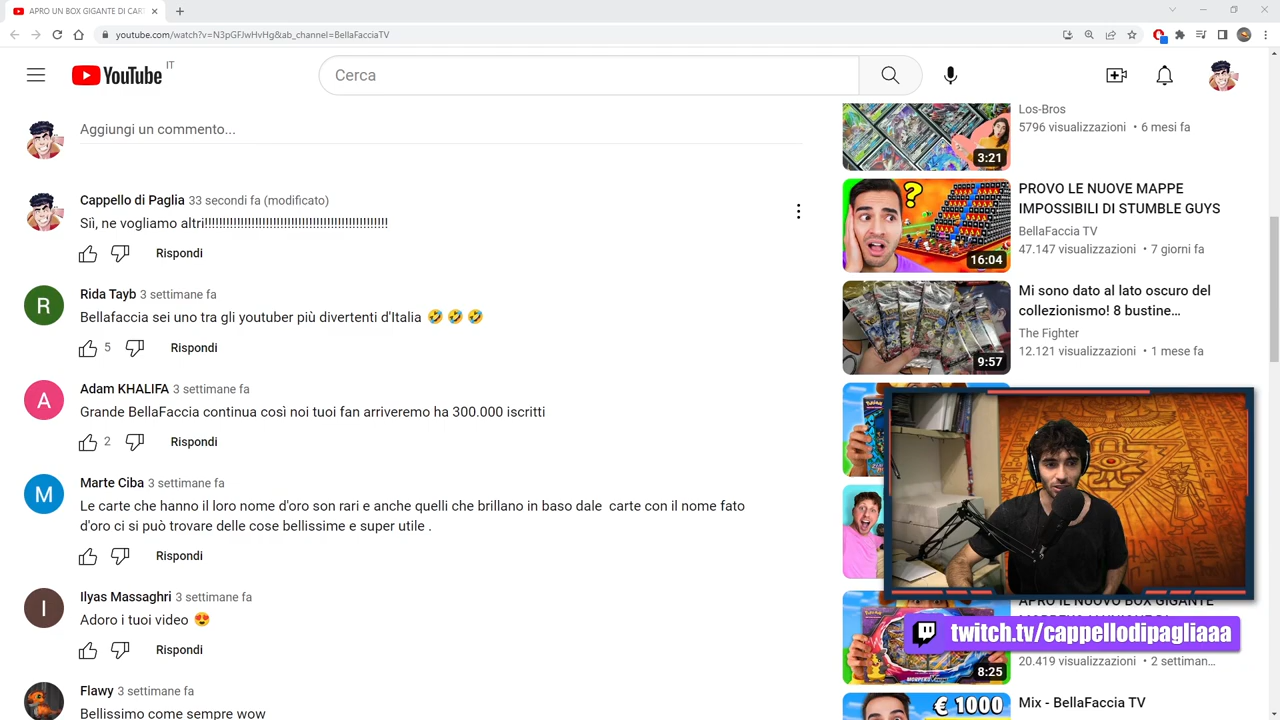 APRO UN BOX GIGANTE DI CAR
youtube.com/watch?v=N3pGFJwHvHg&ab_channel=BellaFacciaTV
YouTube IT
Cerca
Aggiungi un commento...
Cappello di Paglia 33 secondi fa (modificato)
Sìì, ne vogliamo altri!!!!!!!!!!!!!!!!!!!!!!!!!!!!!!!!!!!!!!!!!!!!!!!!!!!
Rispondi
Rida Tayb 3 settimane fa
Bellafaccia sei uno tra gli youtuber più divertenti d'Italia 🤣 🤣 🤣
5 Rispondi
Adam KHALIFA 3 settimane fa
Grande BellaFaccia continua così noi tuoi fan arriveremo ha 300.000 iscritti
2 Rispondi
Marte Ciba 3 settimane fa
Le carte che hanno il loro nome d'oro son rari e anche quelli che brillano in baso dale carte con il nome fato
d'oro ci si può trovare delle cose bellissime e super utile .
Rispondi
Ilyas Massaghri 3 settimane fa
Adoro i tuoi video 😍
Rispondi
Flawy 3 settimane fa
Bellissimo come sempre wow
Los-Bros
5796 visualizzazioni • 6 mesi fa
3:21
PROVO LE NUOVE MAPPE
IMPOSSIBILI DI STUMBLE GUYS
BellaFaccia TV
47.147 visualizzazioni • 7 giorni fa
?
16:04
Mi sono dato al lato oscuro del
collezionismo! 8 bustine...
The Fighter
12.121 visualizzazioni • 1 mese fa
9:57
APRO IL NUOVO BOX GIGANTE
twitch.tv/cappellodipagliaaa
20.419 visualizzazioni • 2 settiman...
8:25
Mix - BellaFaccia TV
€ 1000